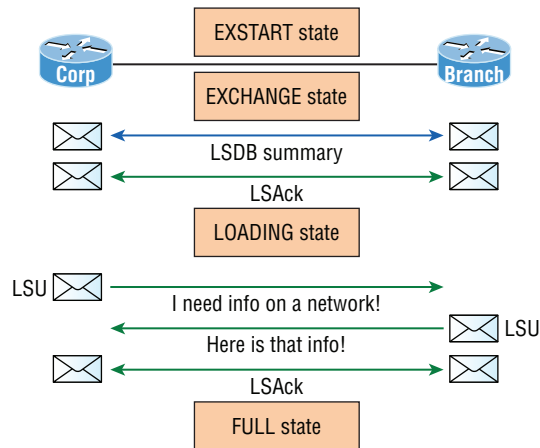 EXSTART state
Corp
Branch
EXCHANGE state
LSDB summary
LSAck
LOADING state
LSU
I need info on a network!
LSU
Here is that info!
LSAck
FULL state